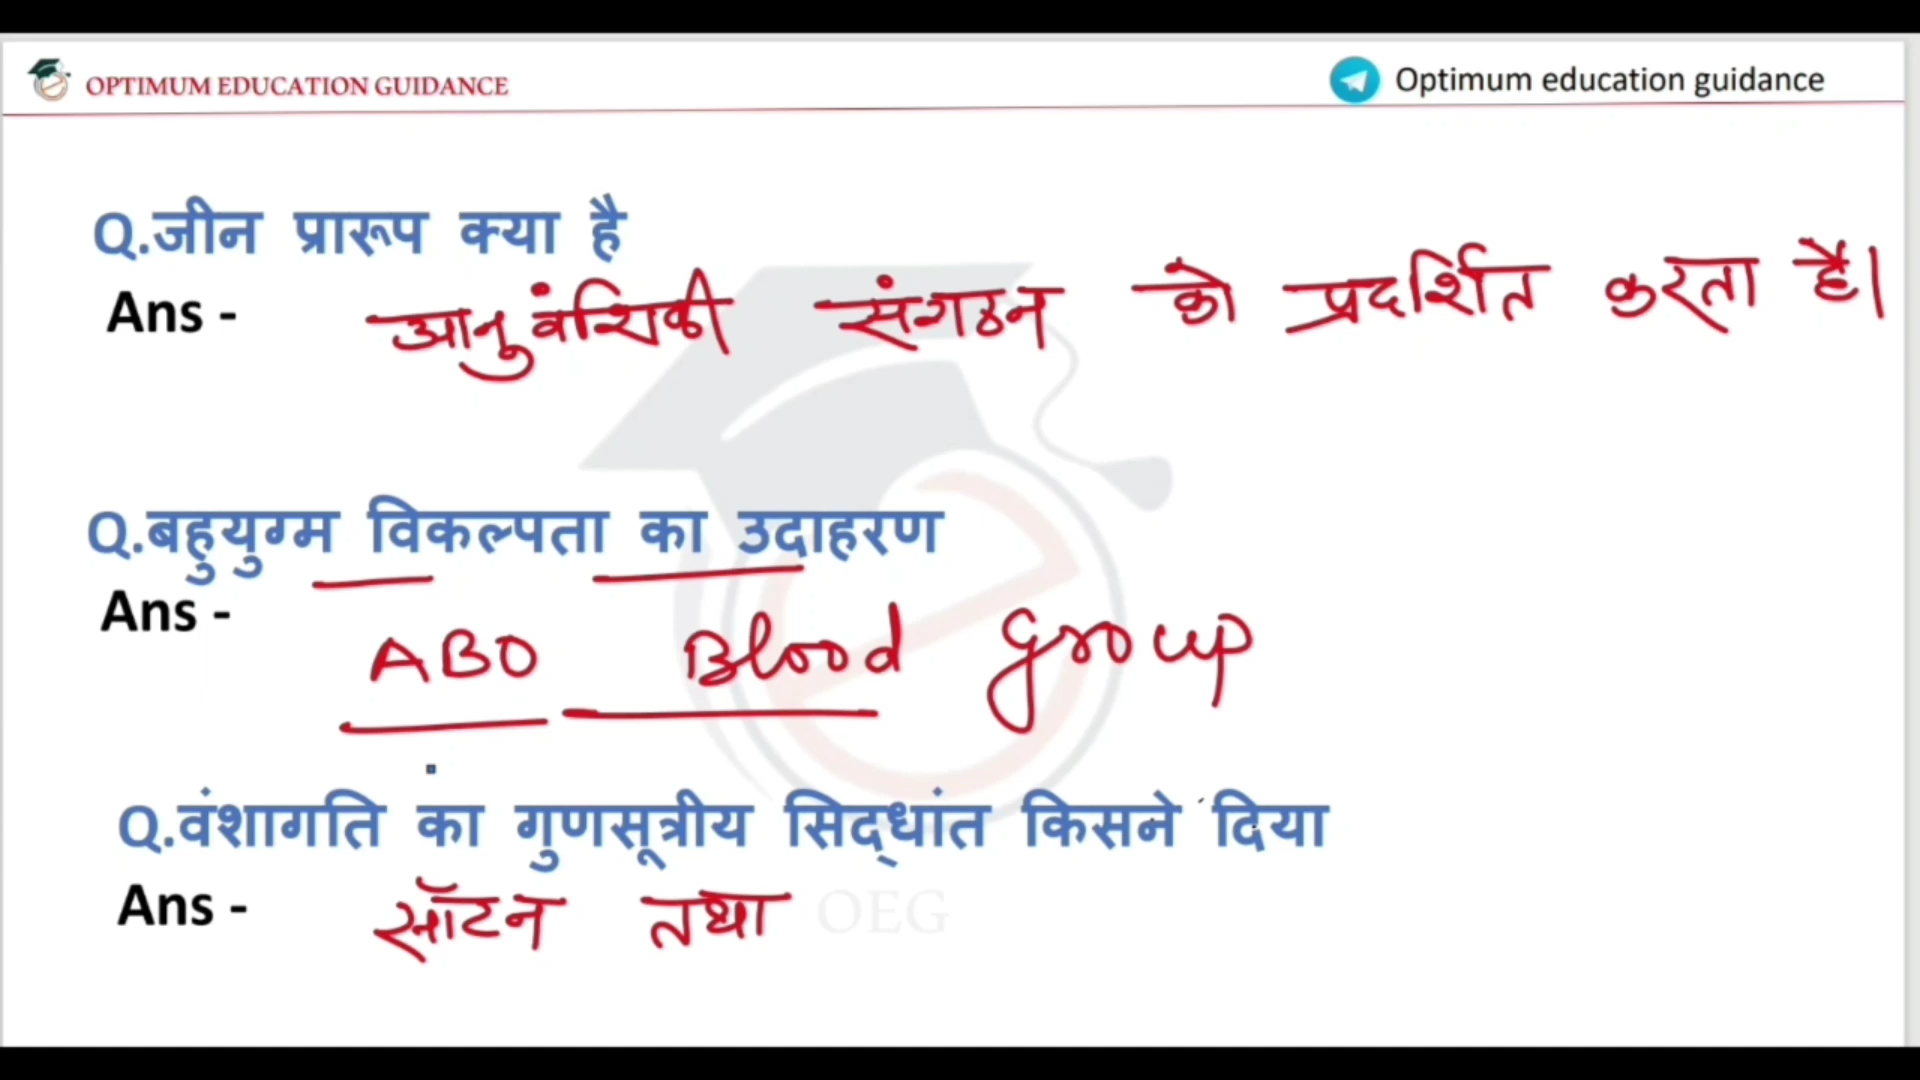 OPTIMUM EDUCATION GUIDANCE
Optimum education guidance
Q.जीन प्रारूप क्या है
Ans - आनुवंशिकी संगठन को प्रदर्शित करता है।
Q.बहुयुग्म विकल्पता का उदाहरण
Ans -
ABO Blood Group
Q.वंशागति का गुणसूत्रीय सिद्धांत किसने दिया
Ans - सॉटन तथा
OEG